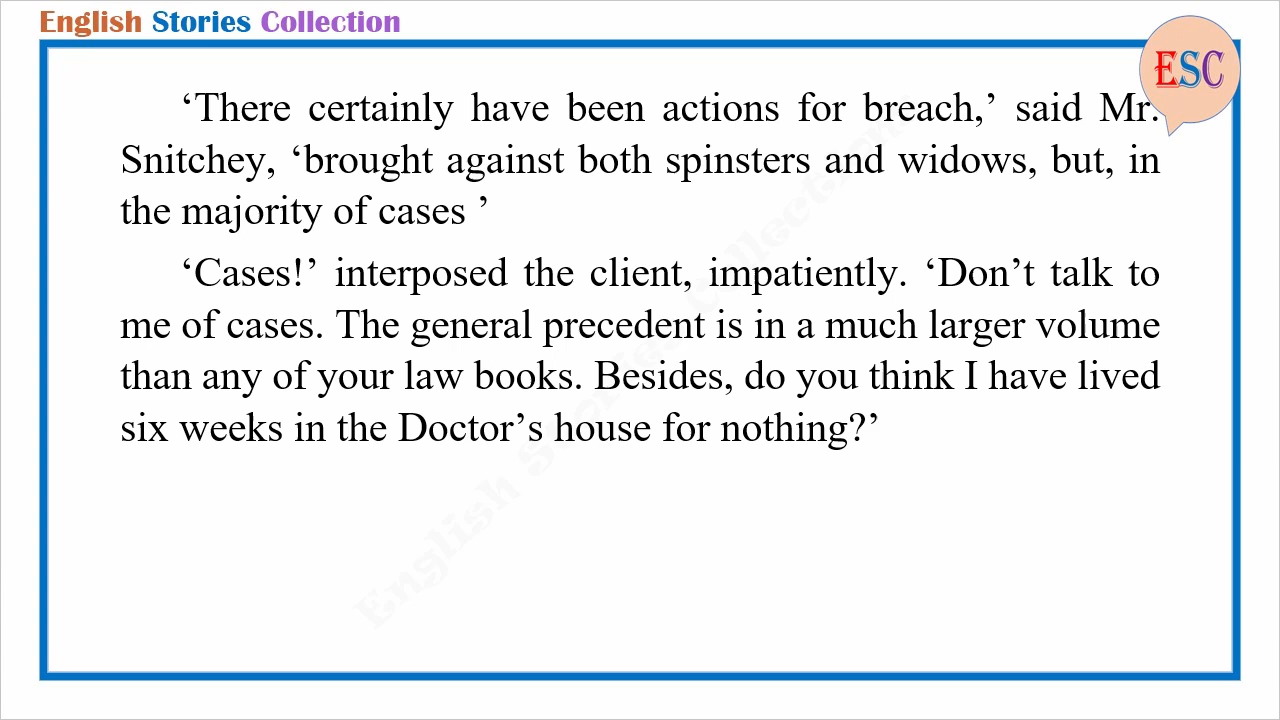 English Stories Collection
ESC
‘There certainly have been actions for breach,’ said Mr.
Snitchey, ‘brought against both spinsters and widows, but, in
the majority of cases ’
‘Cases!’ interposed the client, impatiently. ‘Don’t talk to
me of cases. The general precedent is in a much larger volume
than any of your law books. Besides, do you think I have lived
six weeks in the Doctor’s house for nothing?’
English Stories Collection